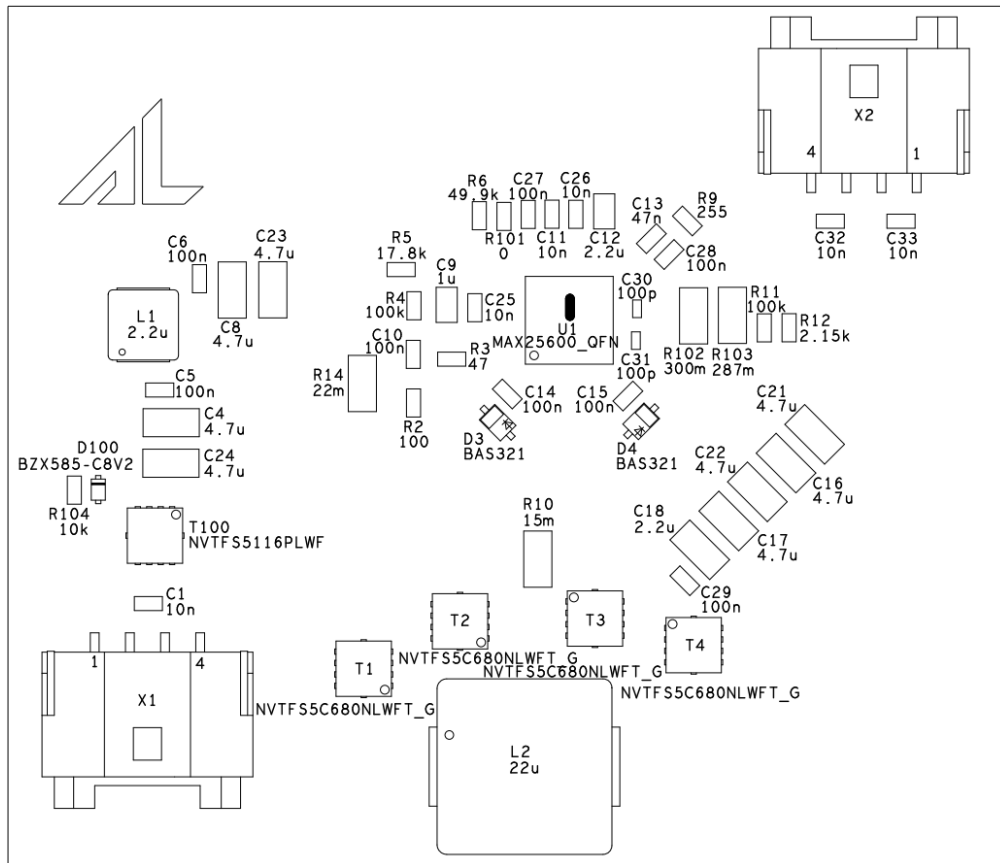 X2
4
1
C32
10n
C33
10n
R6
49.9k
C27
100n
C26
10n
R101
0
C11
10n
C12
2.2u
C13
47n
R9
255
C28
100n
C6
100n
C23
4.7u
C8
4.7u
L1
2.2u
R5
17.8k
C9
1u
R4
100k
C25
10n
C10
100n
R3
47
R14
22m
R2
100
U1
MAX25600_QFN
C30
100p
C31
100p
R102
300m
R103
287m
R11
100k
R12
2.15k
C5
100n
C4
4.7u
C24
4.7u
D100
BZX585-C8V2
R104
10k
T100
NVTFS5116PLWF
C14
100n
D3
BAS321
C15
100n
D4
BAS321
C21
4.7u
C22
4.7u
C16
4.7u
C18
2.2u
C17
4.7u
C29
100n
R10
15m
C1
10n
T1
NVTFS5C680NLWFT_G
T2
NVTFS5C680NLWFT_G
T3
NVTFS5C680NLWFT_G
T4
NVTFS5C680NLWFT_G
1
4
X1
L2
22u